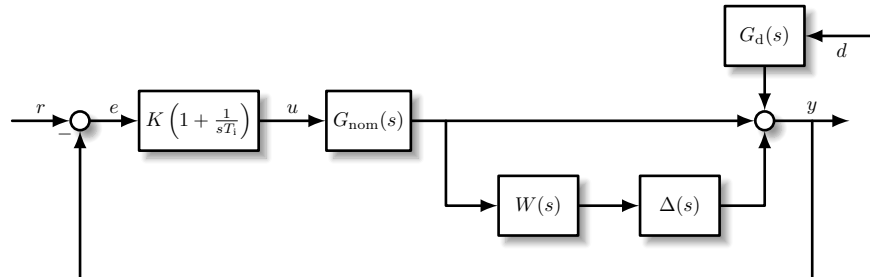 G_d(s)
d
r
e
K(1 + 1/(sT_i))
u
G_nom(s)
y
−
W(s)
Δ(s)